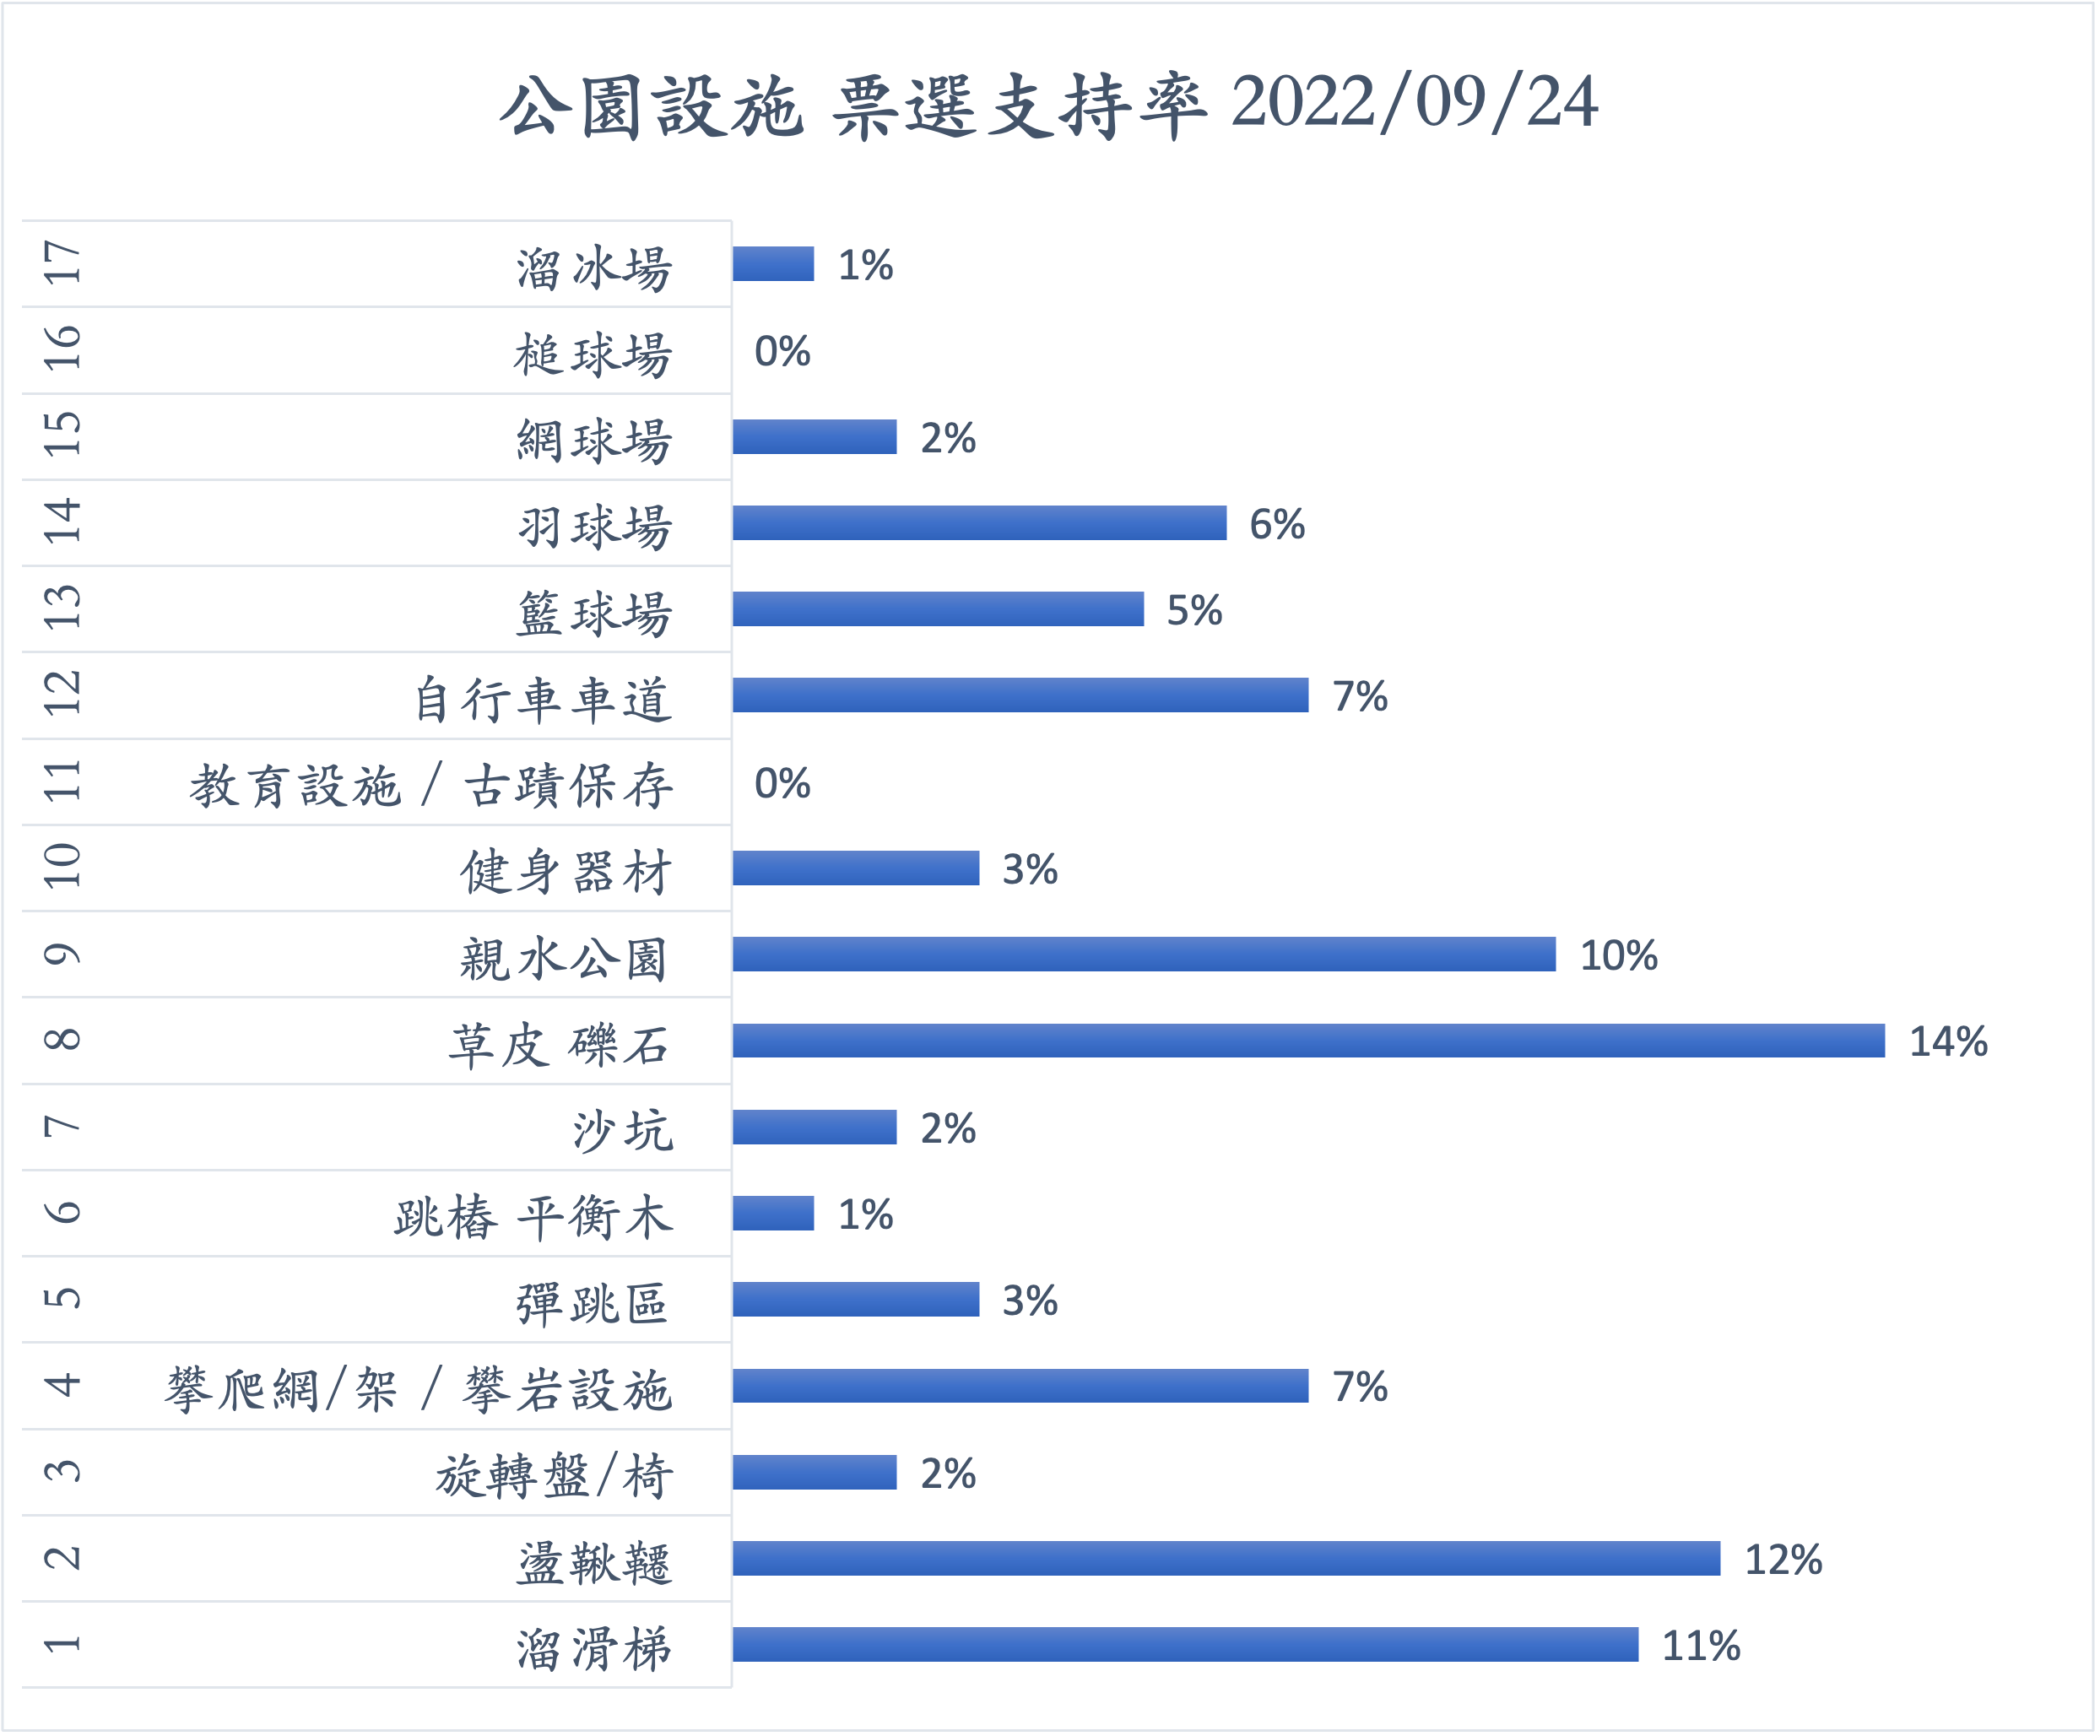 公園設施 票選支持率 2022/09/24
17 溜冰場 1%
16 槌球場 0%
15 網球場 2%
14 羽球場 6%
13 籃球場 5%
12 自行車車道 7%
11 教育設施 / 古蹟保存 0%
10 健身器材 3%
9 親水公園 10%
8 草皮 礫石 14%
7 沙坑 2%
6 跳樁 平衡木 1%
5 彈跳區 3%
4 攀爬網/架 / 攀岩設施 7%
3 旋轉盤/椅 2%
2 盪鞦韆 12%
1 溜滑梯 11%